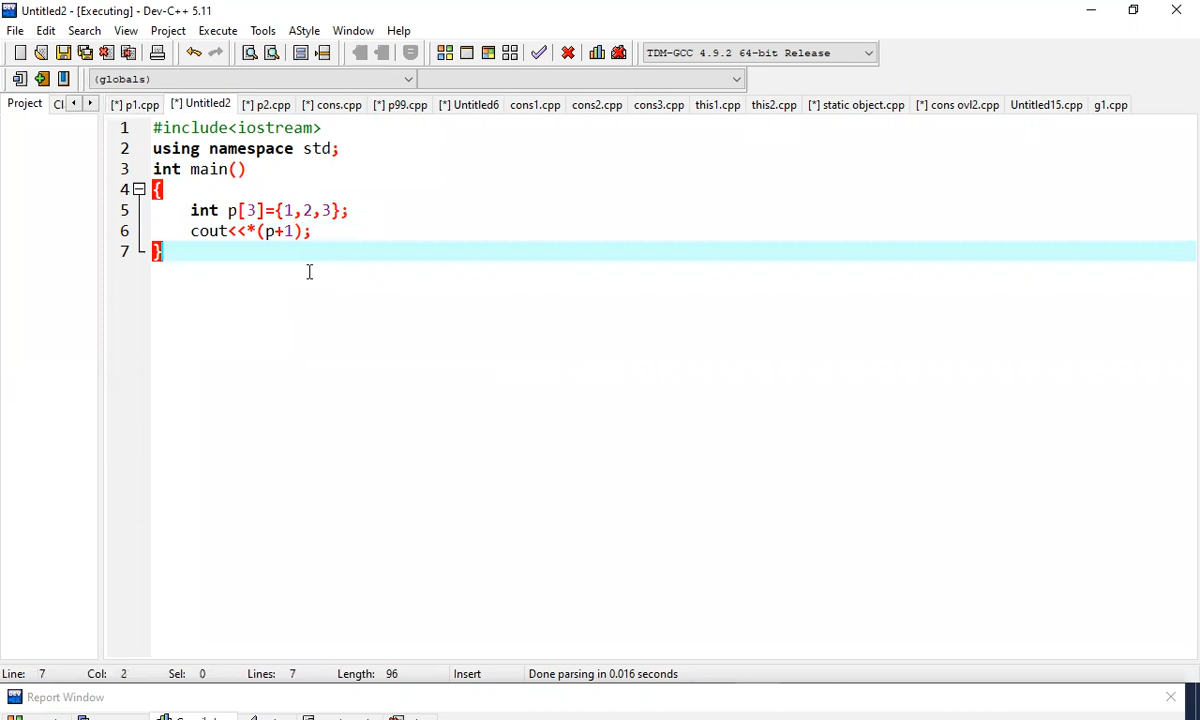 Untitled2 - [Executing] - Dev-C++ 5.11
File Edit Search View Project Execute Tools AStyle Window Help
TDM-GCC 4.9.2 64-bit Release
(globals)
Project Cl [*] p1.cpp [*] Untitled2 [*] p2.cpp [*] cons.cpp [*] p99.cpp [*] Untitled6 cons1.cpp cons2.cpp cons3.cpp this1.cpp this2.cpp [*] static object.cpp [*] cons ovl2.cpp Untitled15.cpp g1.cpp
1 #include<iostream>
2 using namespace std;
3 int main()
4 {
5 int p[3]={1,2,3};
6 cout<<*(p+1);
7 }
Line: 7 Col: 2 Sel: 0 Lines: 7 Length: 96 Insert Done parsing in 0.016 seconds
Report Window